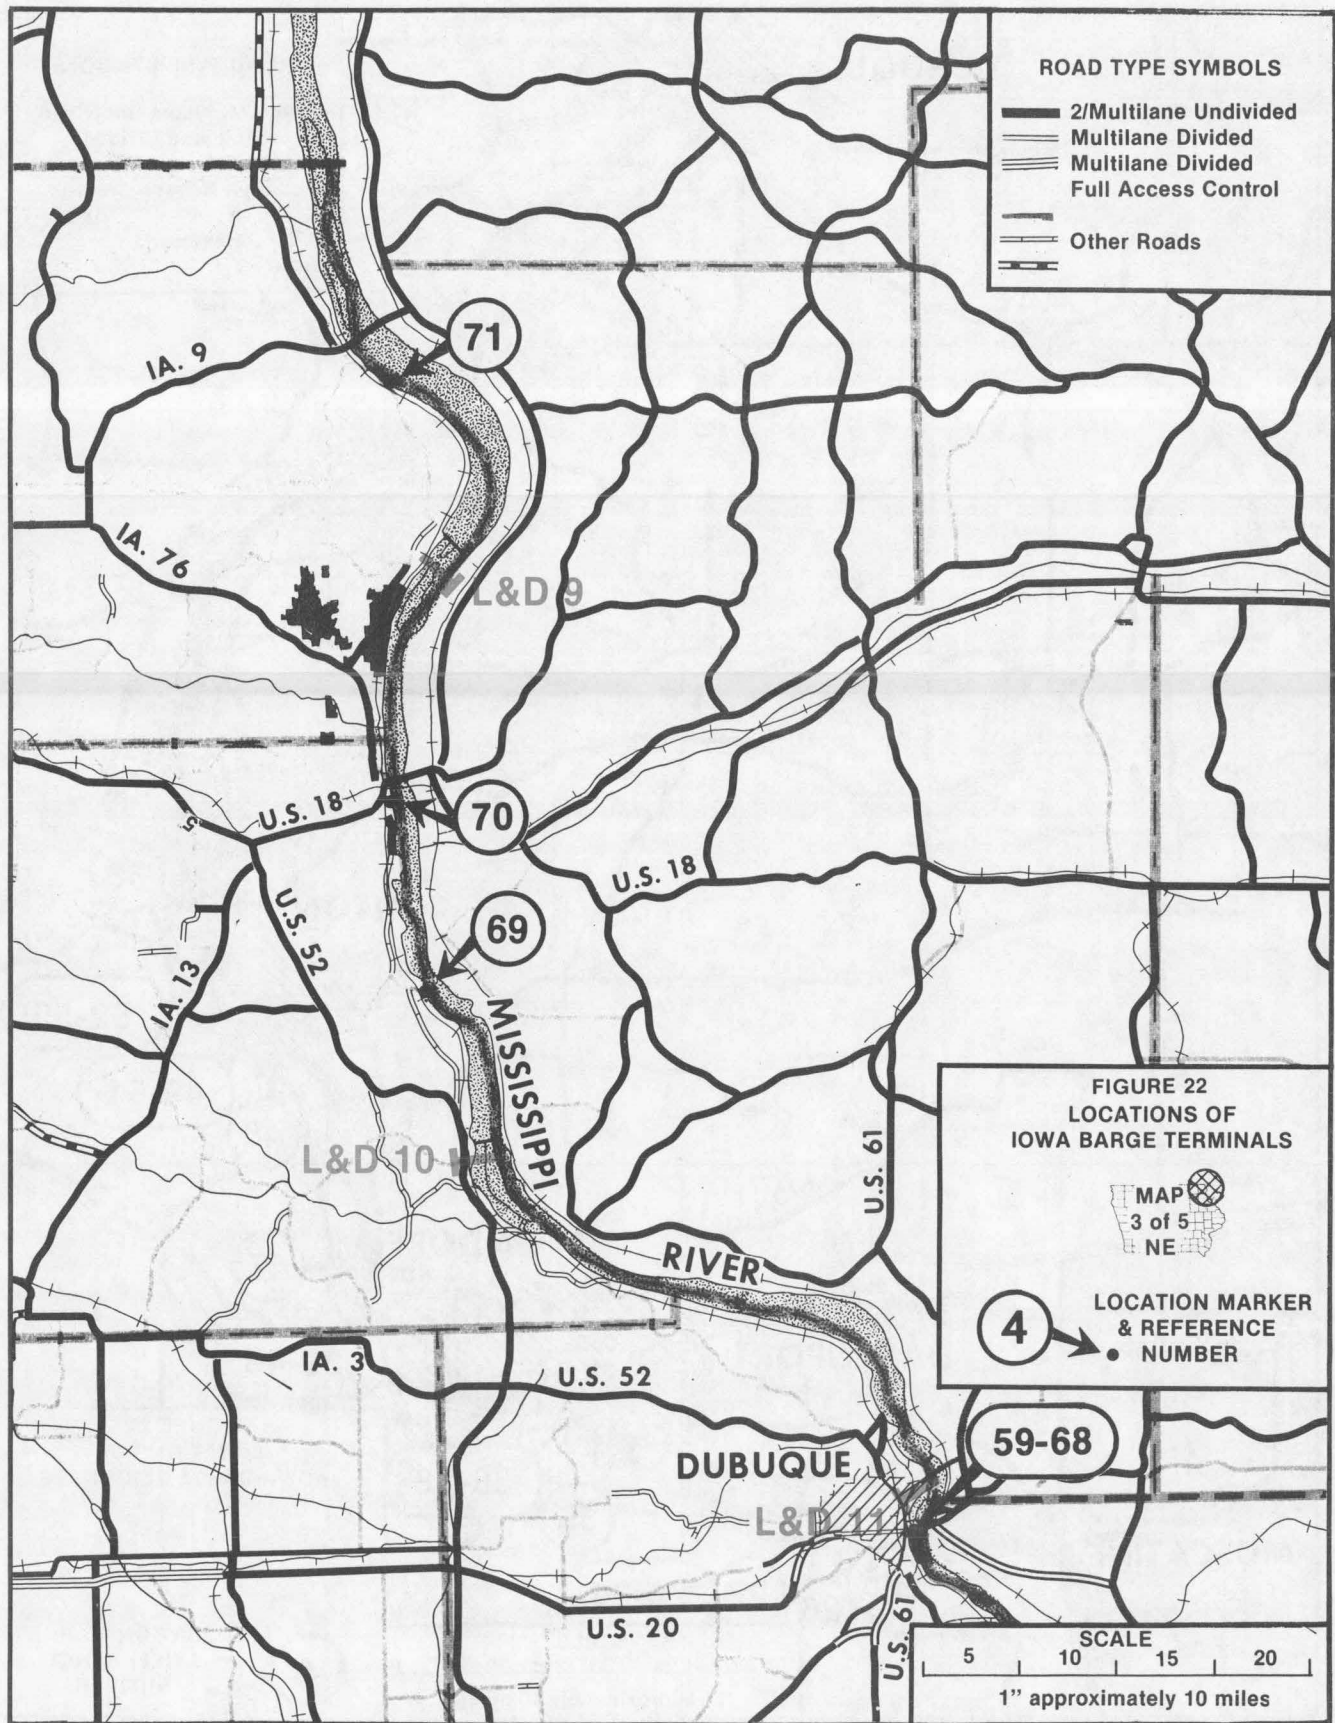 ROAD TYPE SYMBOLS
2/Multilane Undivided
Multilane Divided
Multilane Divided
Full Access Control
Other Roads
71
IA. 9
IA. 76
L&D 9
U.S. 18
70
U.S. 18
U.S. 52
69
IA. 13
MISSISSIPPI
FIGURE 22
LOCATIONS OF
IOWA BARGE TERMINALS
MAP
3 of 5
NE
LOCATION MARKER
& REFERENCE
NUMBER
4
U.S. 61
L&D 10
RIVER
IA. 3
U.S. 52
59-68
DUBUQUE
L&D 11
U.S. 20
U.S. 61
SCALE
5 10 15 20
1" approximately 10 miles